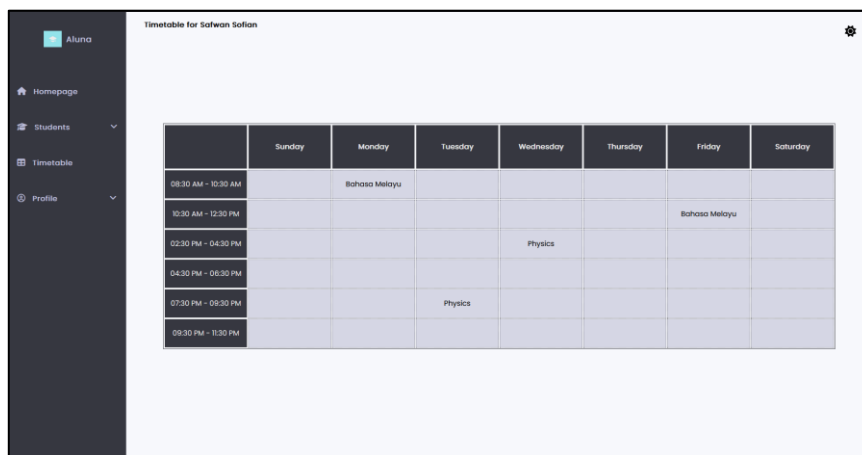 Aluna
Timetable for Safwan Sofian
Homepage
Students
Timetable
Profile
Sunday Monday Tuesday Wednesday Thursday Friday Saturday
08:30 AM - 10:30 AM Bahasa Melayu
10:30 AM - 12:30 PM Bahasa Melayu
02:30 PM - 04:30 PM Physics
04:30 PM - 06:30 PM
07:30 PM - 09:30 PM Physics
09:30 PM - 11:30 PM